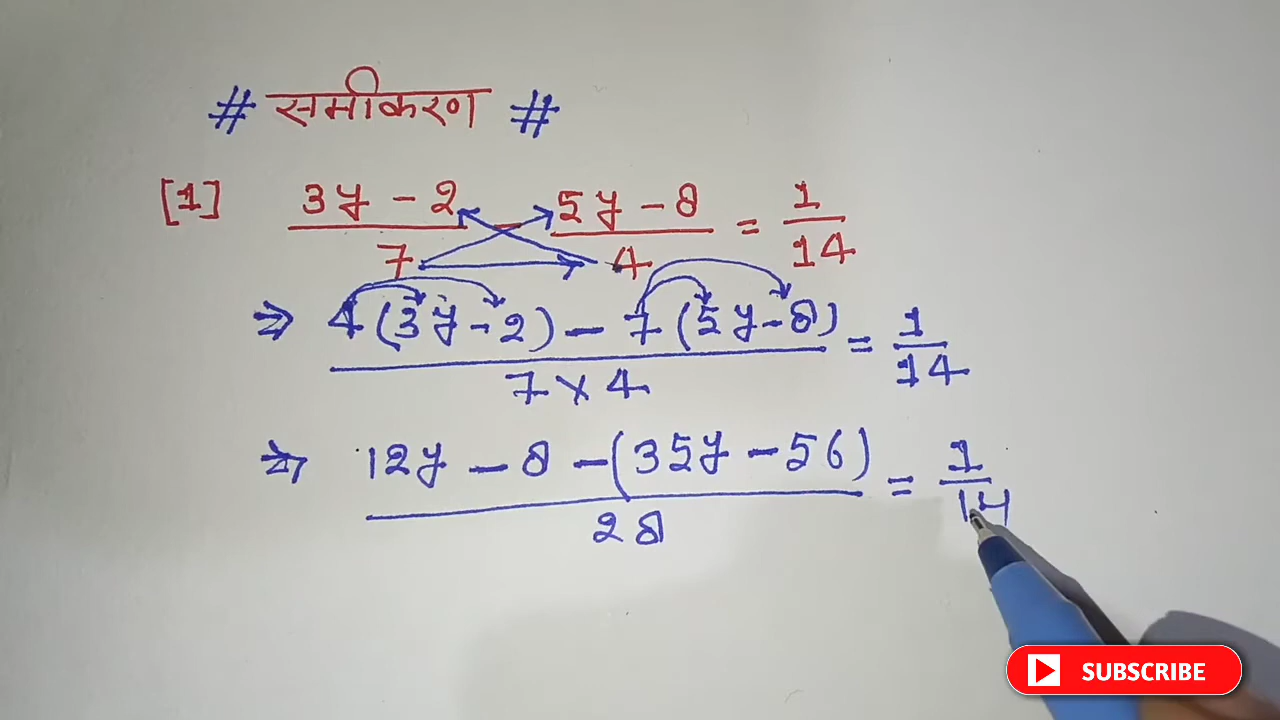 # समीकरण #
[1] 3y - 2 / 7 - 5y - 8 / 4 = 1 / 14
⇒ 4(3y - 2) - 7(5y - 8) / 7 × 4 = 1 / 14
⇒ 12y - 8 - (35y - 56) / 28 = 1 / 14
SUBSCRIBE